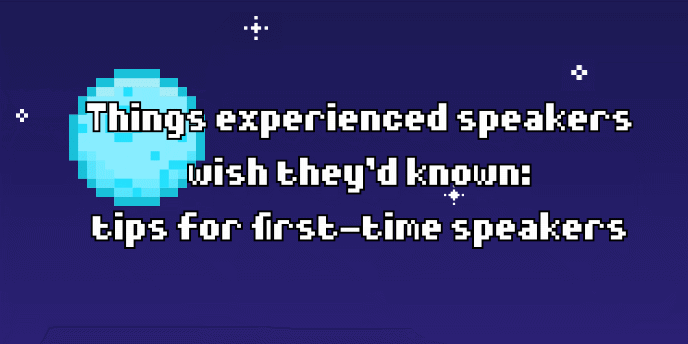 Things experienced speakers
wish they'd known:
tips for first-time speakers